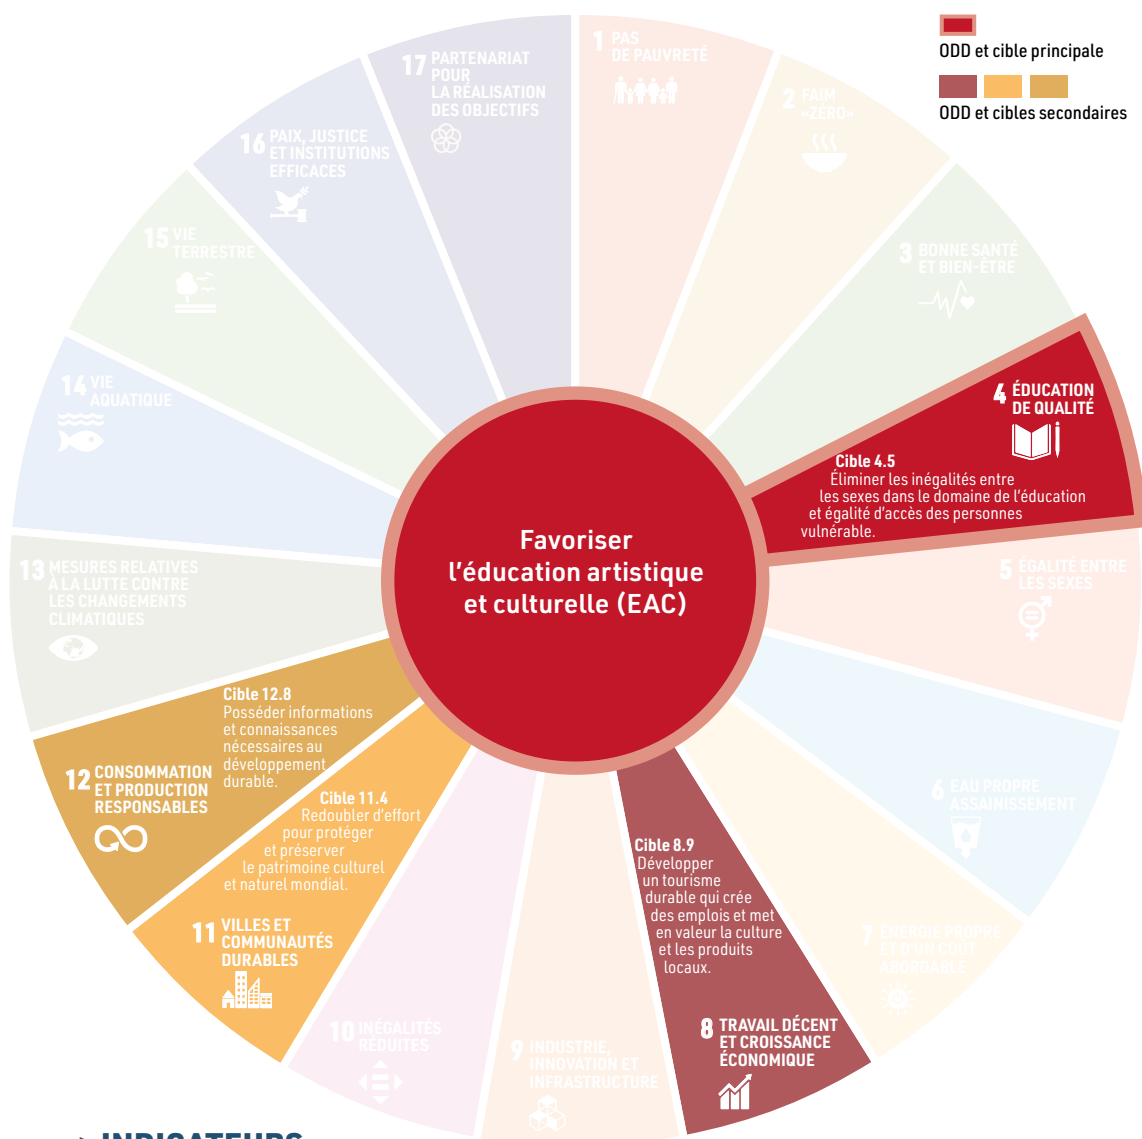 ODD et cible principale
ODD et cibles secondaires
1 PAS
DE PAUVRETÉ
2 FAIM
«ZÉRO»
3 BONNE SANTÉ
ET BIEN-ÊTRE
4 ÉDUCATION
DE QUALITÉ
Cible 4.5
Éliminer les inégalités entre
les sexes dans le domaine de l'éducation
et égalité d'accès des personnes
vulnérable.
5 ÉGALITÉ ENTRE
LES SEXES
6 EAU PROPRE
ASSAINISSEMENT
7 ÉNERGIE PROPRE
ET D'UN COÛT
ABORDABLE
Cible 8.9
Développer
un tourisme
durable qui crée
des emplois et met
en valeur la culture
et les produits
locaux.
8 TRAVAIL DÉCENT
ET CROISSANCE
ÉCONOMIQUE
9 INDUSTRIE,
INNOVATION ET
INFRASTRUCTURE
10 INÉGALITÉS
RÉDUITES
Cible 11.4
Redoubler d'effort
pour protéger
et préserver
le patrimoine culturel
et naturel mondial.
11 VILLES ET
COMMUNAUTÉS
DURABLES
Cible 12.8
Posséder informations
et connaissances
nécessaires au
développement
durable.
12 CONSOMMATION
ET PRODUCTION
RESPONSABLES
13 MESURES RELATIVES
À LA LUTTE CONTRE
LES CHANGEMENTS
CLIMATIQUES
14 VIE
AQUATIQUE
15 VIE
TERRESTRE
16 PAIX, JUSTICE
ET INSTITUTIONS
EFFICACES
17 PARTENARIAT
POUR
LA RÉALISATION
DES OBJECTIFS
Favoriser
l'éducation artistique
et culturelle (EAC)
INDICATEURS